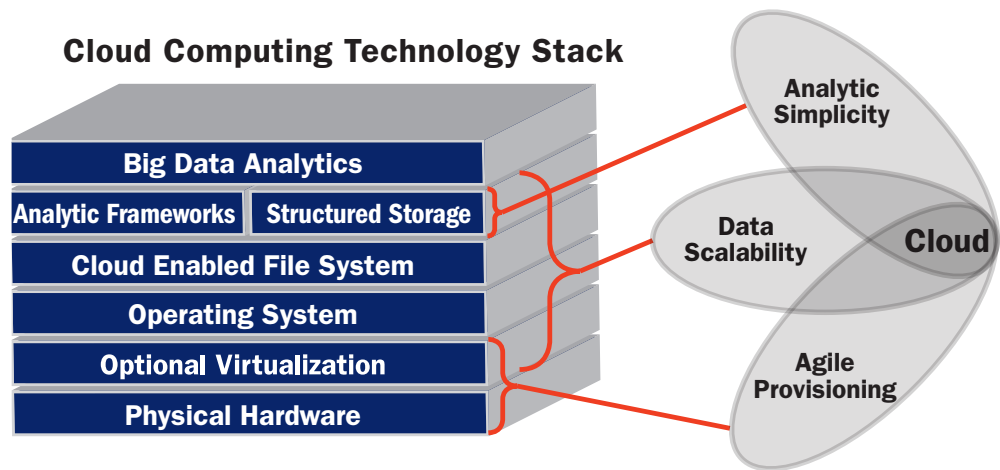 Cloud Computing Technology Stack
Big Data Analytics
Analytic Frameworks
Structured Storage
Cloud Enabled File System
Operating System
Optional Virtualization
Physical Hardware
Analytic
Simplicity
Data
Scalability
Cloud
Agile
Provisioning